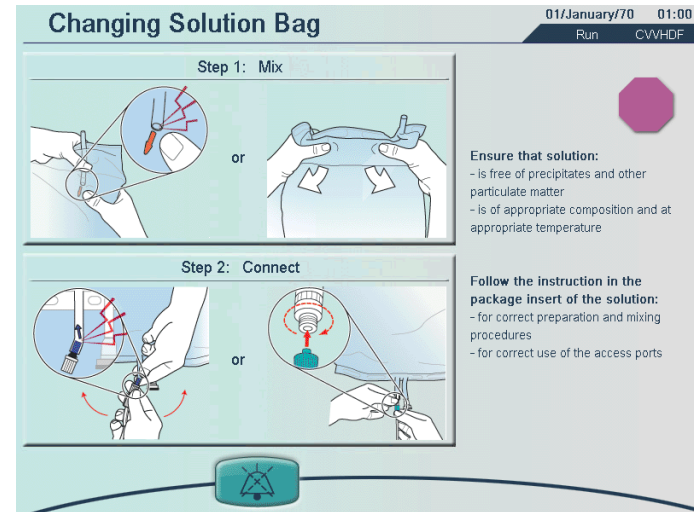 Changing Solution Bag
01/January/70 01:00
Run CVVHDF
Step 1: Mix
or
Ensure that solution:
- is free of precipitates and other
particulate matter
- is of appropriate composition and at
appropriate temperature
Step 2: Connect
or
Follow the instruction in the
package insert of the solution:
- for correct preparation and mixing
procedures
- for correct use of the access ports